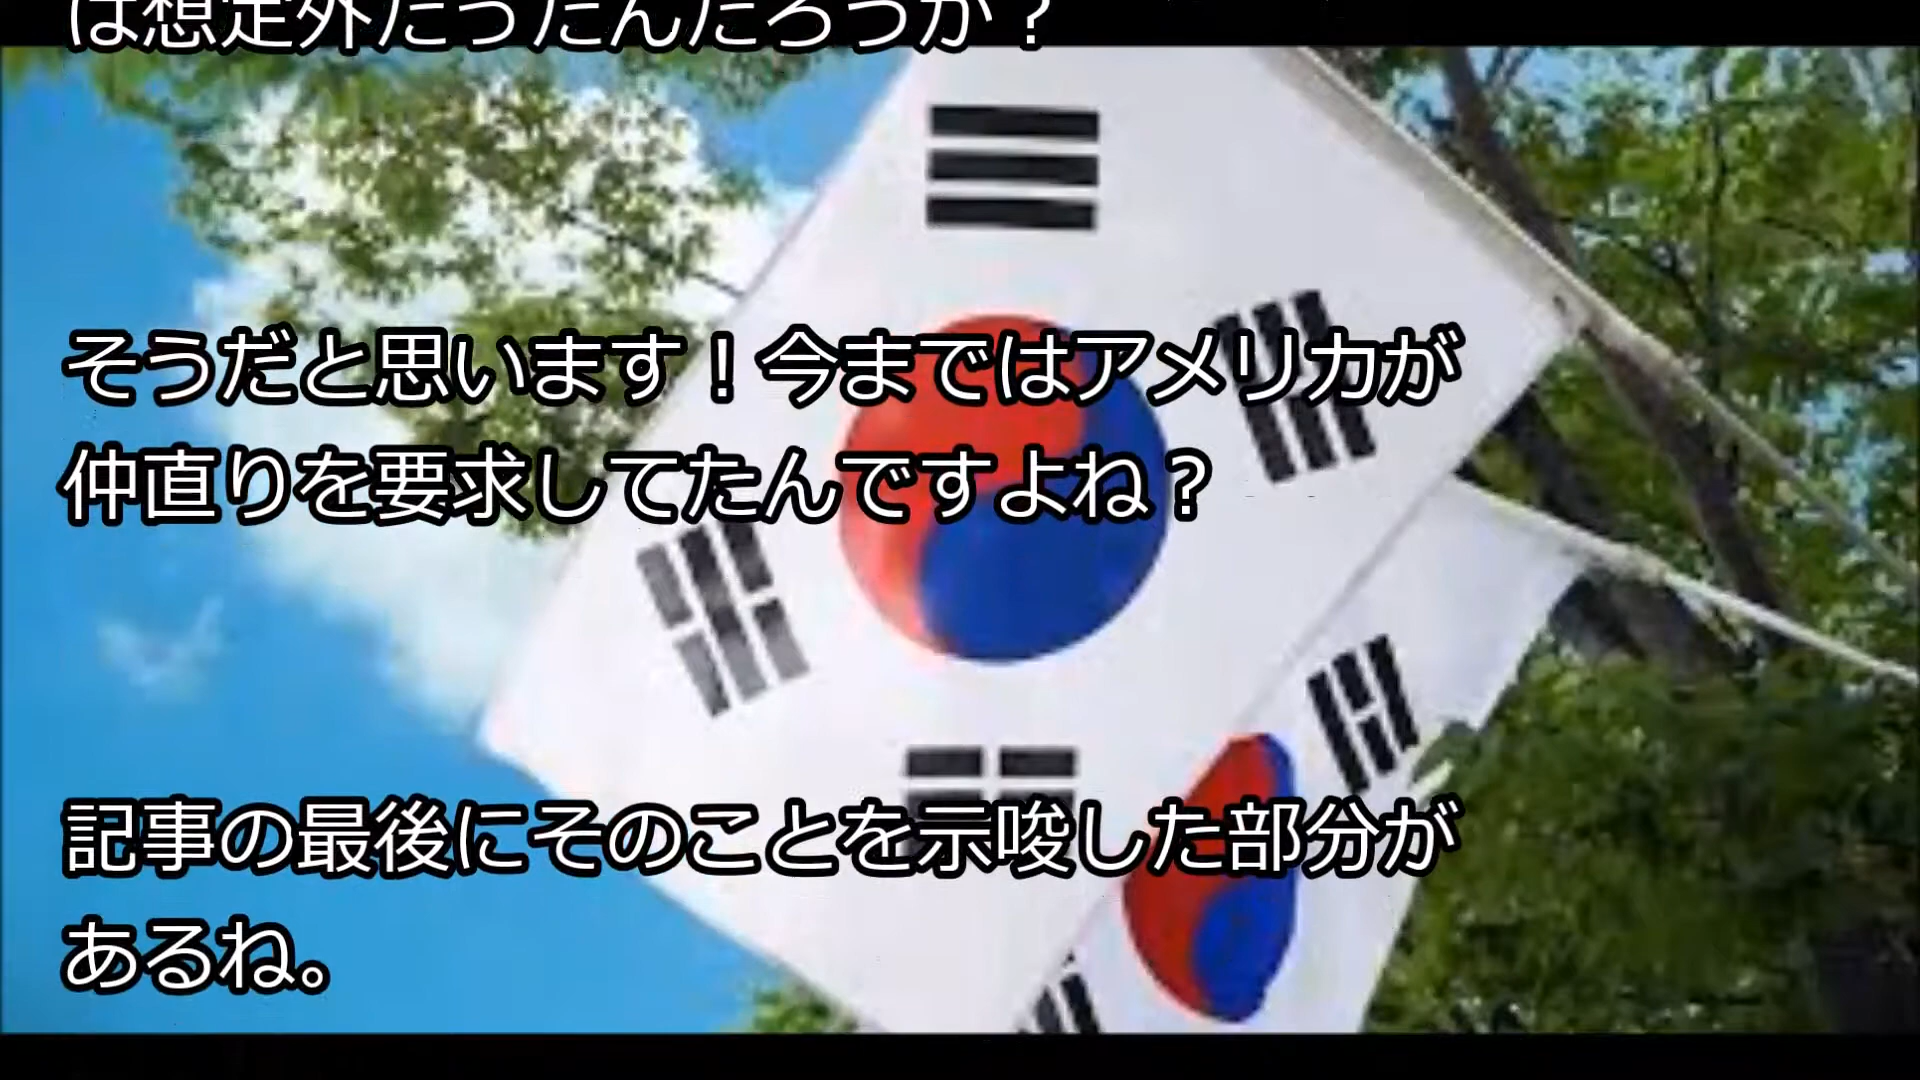 は想定外だったんだろうか？
そうだと思います！今まではアメリカが
仲直りを要求してたんですよね？
記事の最後にそのことを示唆した部分が
あるね。